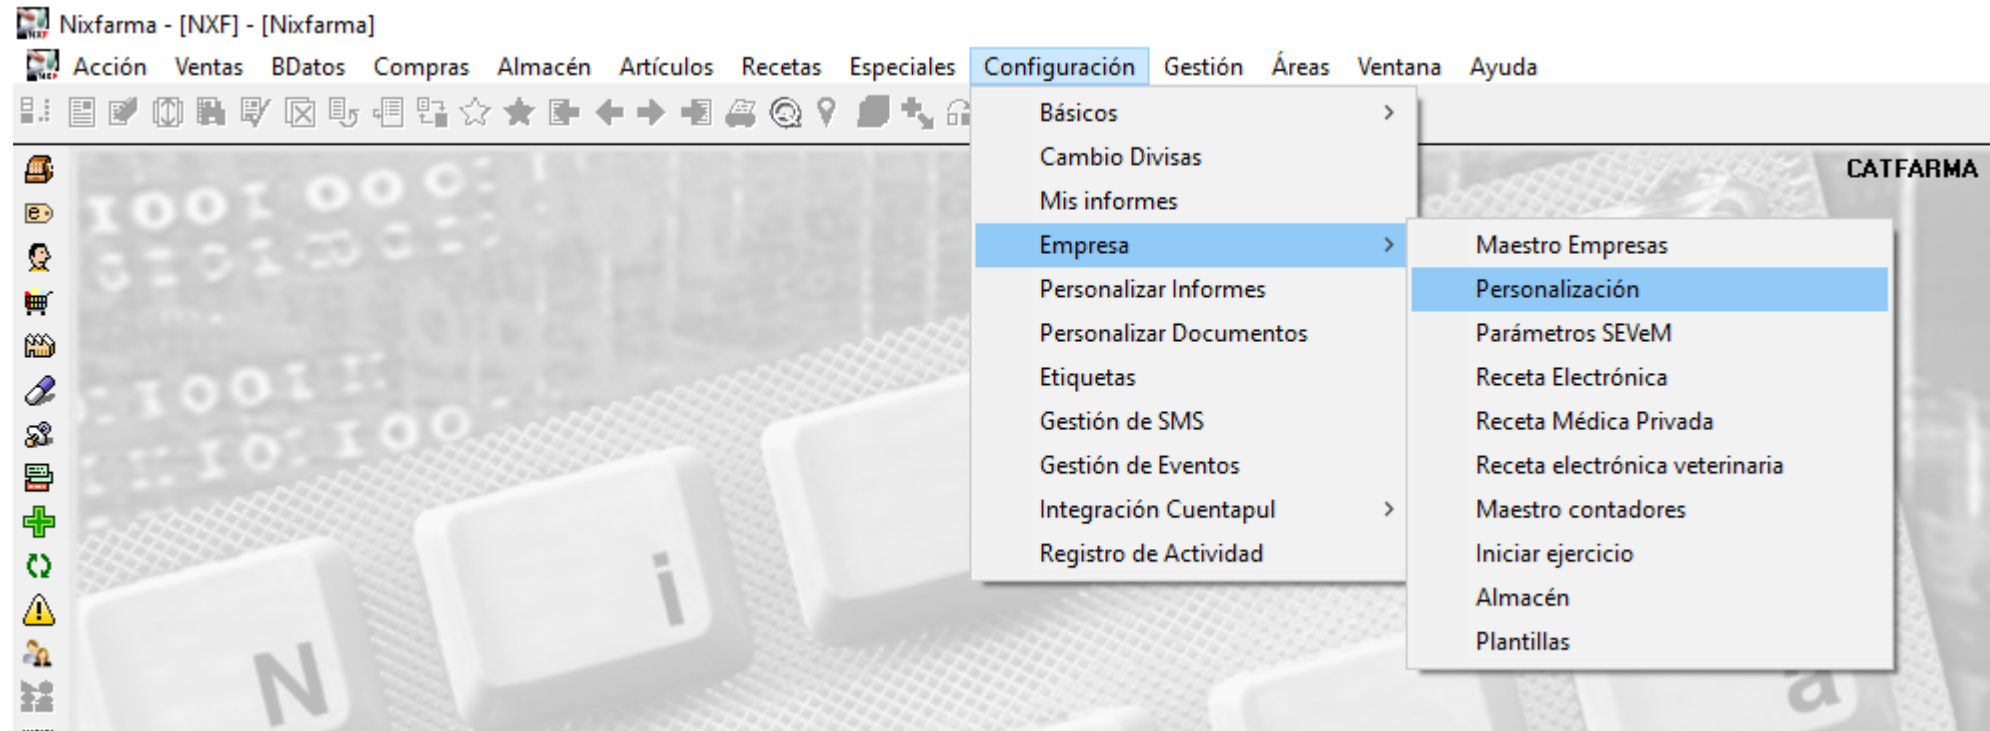 Nixfarma - [NXF] - [Nixfarma]
Acción Ventas BDatos Compras Almacén Artículos Recetas Especiales Configuración Gestión Áreas Ventana Ayuda
Básicos
Cambio Divisas
Mis informes
Empresa
Personalizar Informes
Personalizar Documentos
Etiquetas
Gestión de SMS
Gestión de Eventos
Integración Cuentapul
Registro de Actividad
CATFARMA
Maestro Empresas
Personalización
Parámetros SEVeM
Receta Electrónica
Receta Médica Privada
Receta electrónica veterinaria
Maestro contadores
Iniciar ejercicio
Almacén
Plantillas
N i a